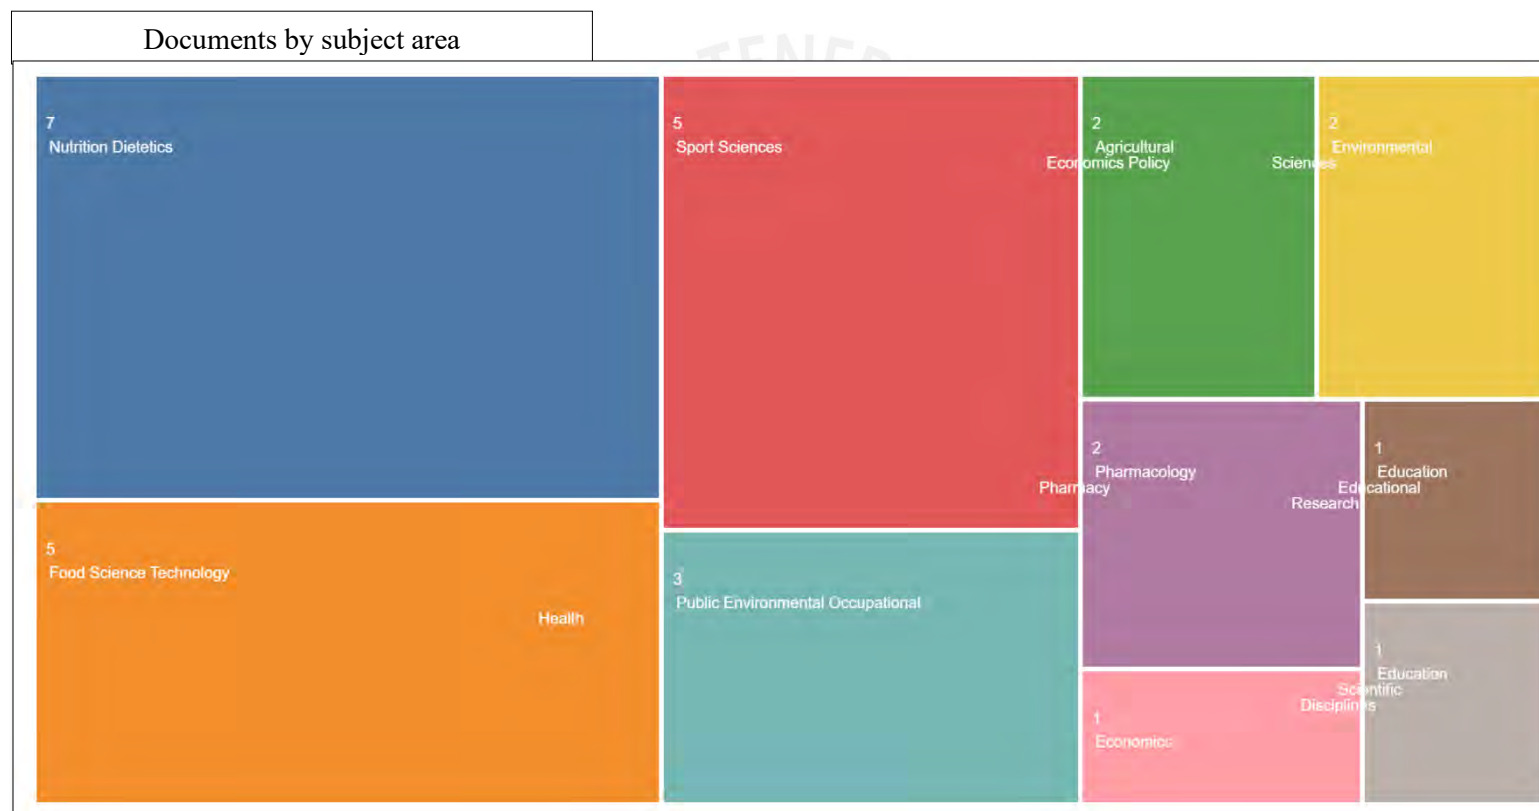 Documents by subject area
TENEB
7
Nutrition Dietetics
5
Food Science Technology
5
Sport Sciences
3
Public Environmental Occupational
Health
2
Agricultural
Economics Policy
2
Environmental
Sciences
2
Pharmacology
Pharmacy
1
Education
Educational
Research
1
Economics
1
Education
Scientific
Disciplines